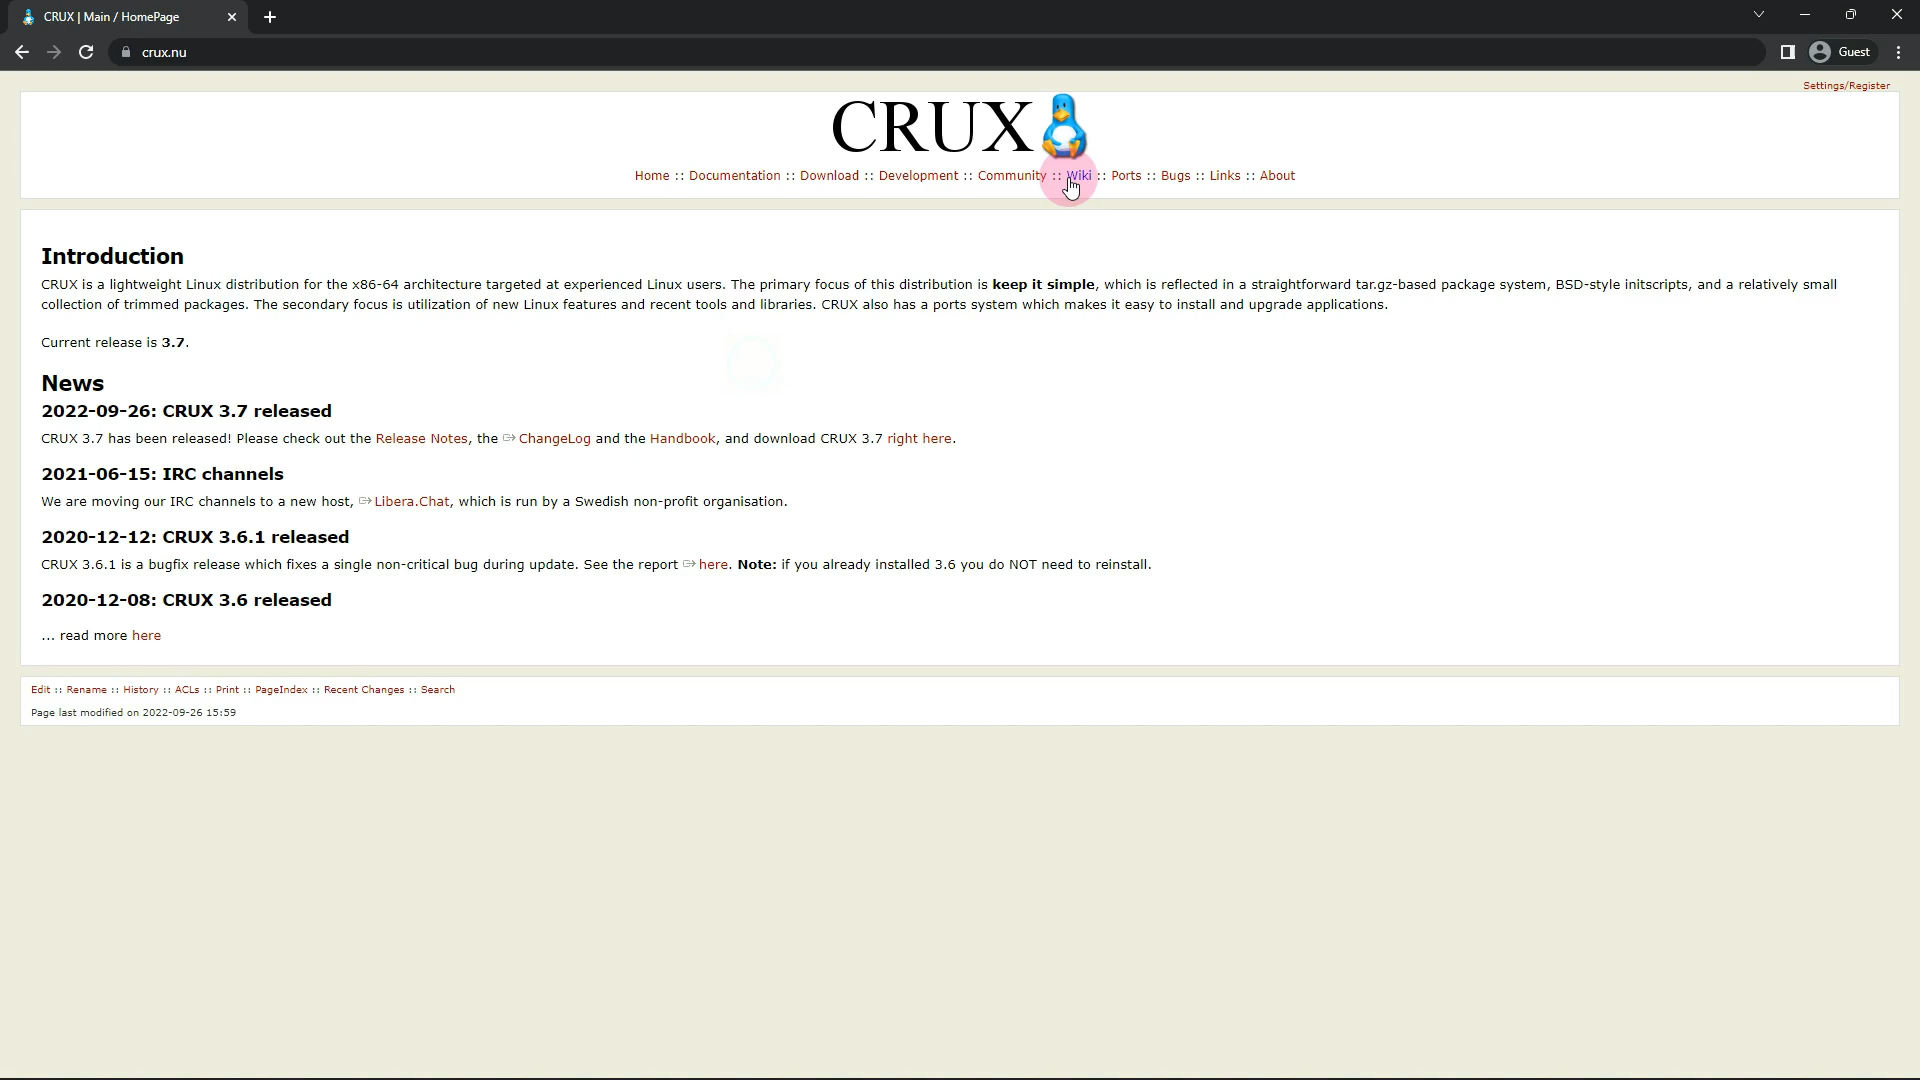 CRUX | Main / HomePage
crux.nu
Guest
Settings/Register
CRUX
Home :: Documentation :: Download :: Development :: Community :: Wiki :: Ports :: Bugs :: Links :: About
Introduction
CRUX is a lightweight Linux distribution for the x86-64 architecture targeted at experienced Linux users. The primary focus of this distribution is keep it simple, which is reflected in a straightforward tar.gz-based package system, BSD-style initscripts, and a relatively small
collection of trimmed packages. The secondary focus is utilization of new Linux features and recent tools and libraries. CRUX also has a ports system which makes it easy to install and upgrade applications.
Current release is 3.7.
News
2022-09-26: CRUX 3.7 released
CRUX 3.7 has been released! Please check out the Release Notes, the ChangeLog and the Handbook, and download CRUX 3.7 right here.
2021-06-15: IRC channels
We are moving our IRC channels to a new host, Libera.Chat, which is run by a Swedish non-profit organisation.
2020-12-12: CRUX 3.6.1 released
CRUX 3.6.1 is a bugfix release which fixes a single non-critical bug during update. See the report here. Note: if you already installed 3.6 you do NOT need to reinstall.
2020-12-08: CRUX 3.6 released
... read more here
Edit :: Rename :: History :: ACLs :: Print :: PageIndex :: Recent Changes :: Search
Page last modified on 2022-09-26 15:59